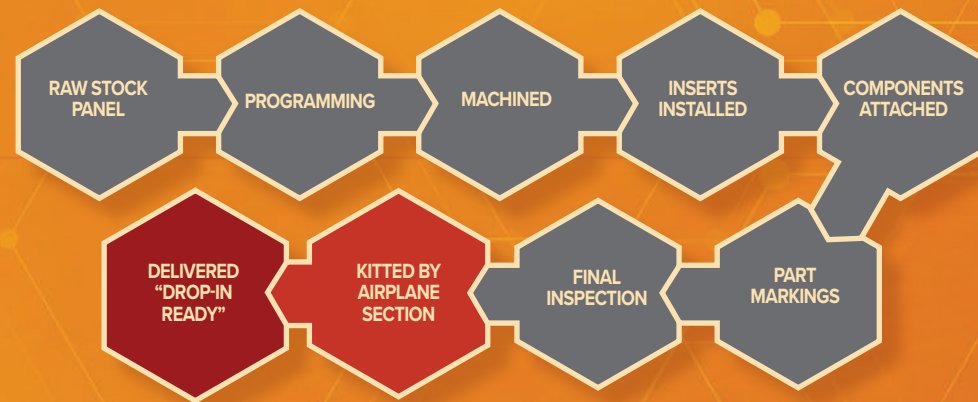 RAW STOCK
PANEL
PROGRAMMING
MACHINED
INSERTS
INSTALLED
COMPONENTS
ATTACHED
PART
MARKINGS
FINAL
INSPECTION
KITTED BY
AIRPLANE
SECTION
DELIVERED
“DROP-IN
READY”